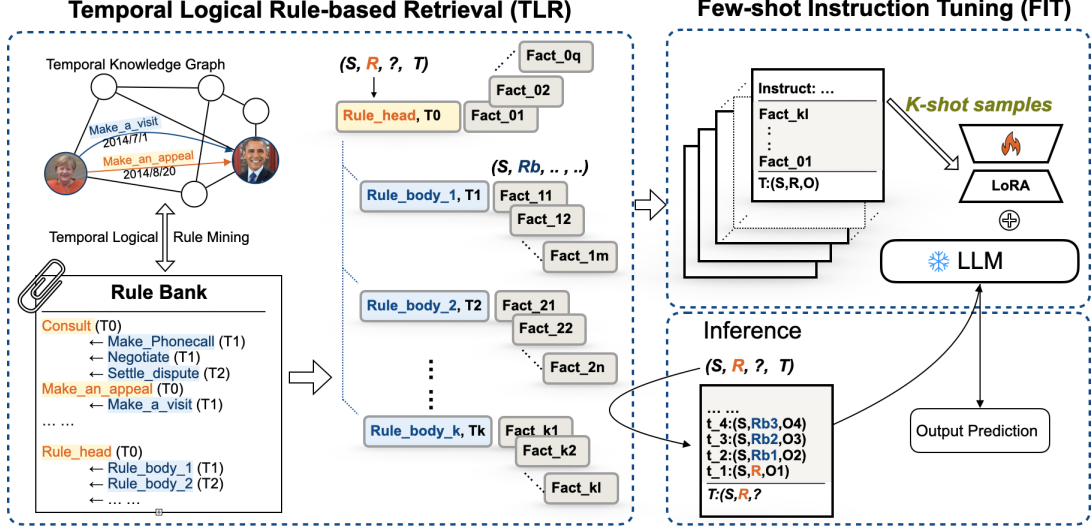 Temporal Logical Rule-based Retrieval (TLR)
Temporal Knowledge Graph
Make_a_visit
2014/7/1
Make_an_appeal
2014/8/20
Temporal Logical Rule Mining
Rule Bank
Consult (T0)
← Make_Phonecall (T1)
← Negotiate (T1)
← Settle_dispute (T2)
Make_an_appeal (T0)
← Make_a_visit (T1)
... ...
Rule_head (T0)
← Rule_body_1 (T1)
← Rule_body_2 (T2)
← ... ...
(S, R, ?, T)
Rule_head, T0
Fact_01
Fact_02
Fact_0q
(S, Rb, .. , ..)
Rule_body_1, T1
Fact_11
Fact_12
Fact_1m
Rule_body_2, T2
Fact_21
Fact_22
Fact_2n
Rule_body_k, Tk
Fact_k1
Fact_k2
Fact_kl
Few-shot Instruction Tuning (FIT)
Instruct: ...
Fact_kl
Fact_01
T:(S,R,O)
K-shot samples
LoRA
LLM
Inference
(S, R, ?, T)
... ...
t_4:(S,Rb3,O4)
t_3:(S,Rb2,O3)
t_2:(S,Rb1,O2)
t_1:(S,R,O1)
T:(S,R,?
Output Prediction